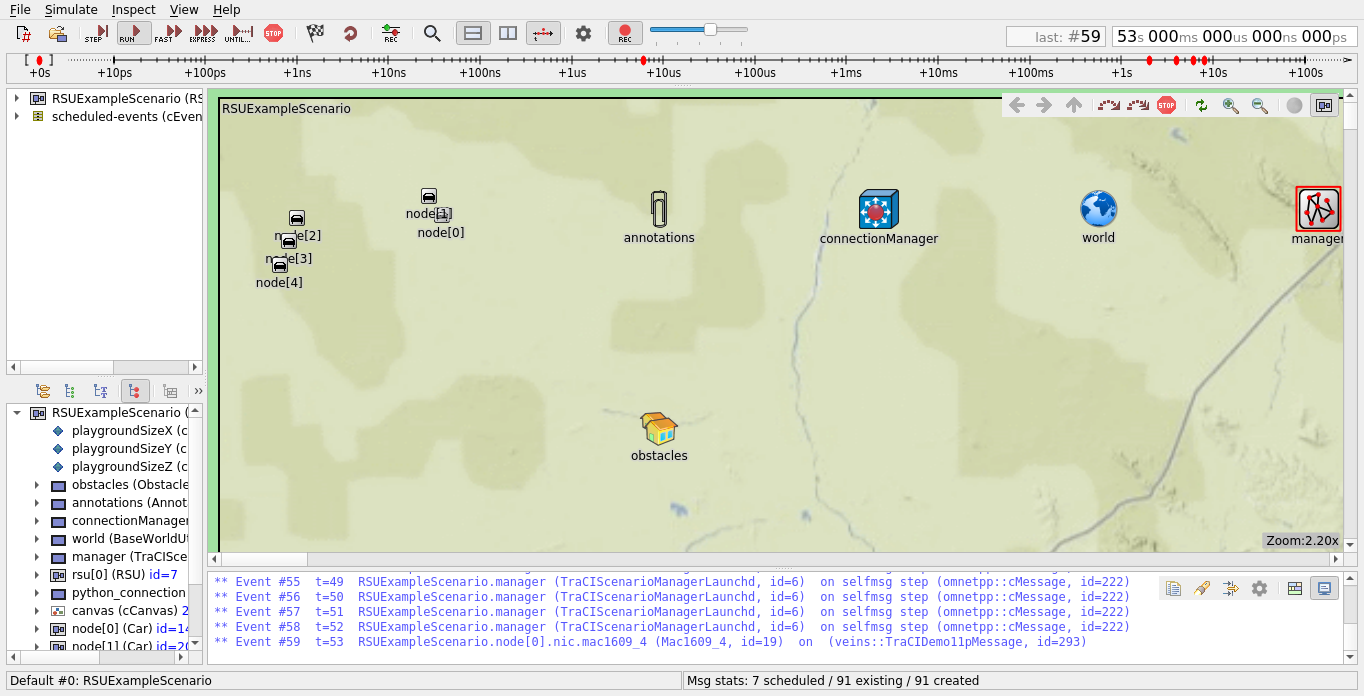 File Simulate Inspect View Help
STEP RUN FAST EXPRESS UNTIL... STOP REC REC
last: #59 53s 000ms 000us 000ns 000ps
+0s +10ps +100ps +1ns +10ns +100ns +1us +10us +100us +1ms +10ms +100ms +1s +10s +100s
RSUExampleScenario (RS
scheduled-events (cEven
RSUExampleScenario (
playgroundSizeX (c
playgroundSizeY (c
playgroundSizeZ (c
obstacles (Obstacle
annotations (Annot
connectionManager
world (BaseWorldUt
manager (TraCISce
rsu[0] (RSU) id=7
python_connection
canvas (cCanvas) 2
node[0] (Car) id=14
node[1] (Car) id=20
RSUExampleScenario
STOP
node[1]
node[0]
node[2]
node[3]
node[4]
annotations
connectionManager
world
manager
obstacles
Zoom:2.20x
** Event #55 t=49 RSUExampleScenario.manager (TraCIScenarioManagerLaunchd, id=6) on selfmsg step (omnetpp::cMessage, id=222)
** Event #56 t=50 RSUExampleScenario.manager (TraCIScenarioManagerLaunchd, id=6) on selfmsg step (omnetpp::cMessage, id=222)
** Event #57 t=51 RSUExampleScenario.manager (TraCIScenarioManagerLaunchd, id=6) on selfmsg step (omnetpp::cMessage, id=222)
** Event #58 t=52 RSUExampleScenario.manager (TraCIScenarioManagerLaunchd, id=6) on selfmsg step (omnetpp::cMessage, id=222)
** Event #59 t=53 RSUExampleScenario.node[0].nic.mac1609_4 (Mac1609_4, id=19) on (veins::TraCIDemo11pMessage, id=293)
Default #0: RSUExampleScenario
Msg stats: 7 scheduled / 91 existing / 91 created